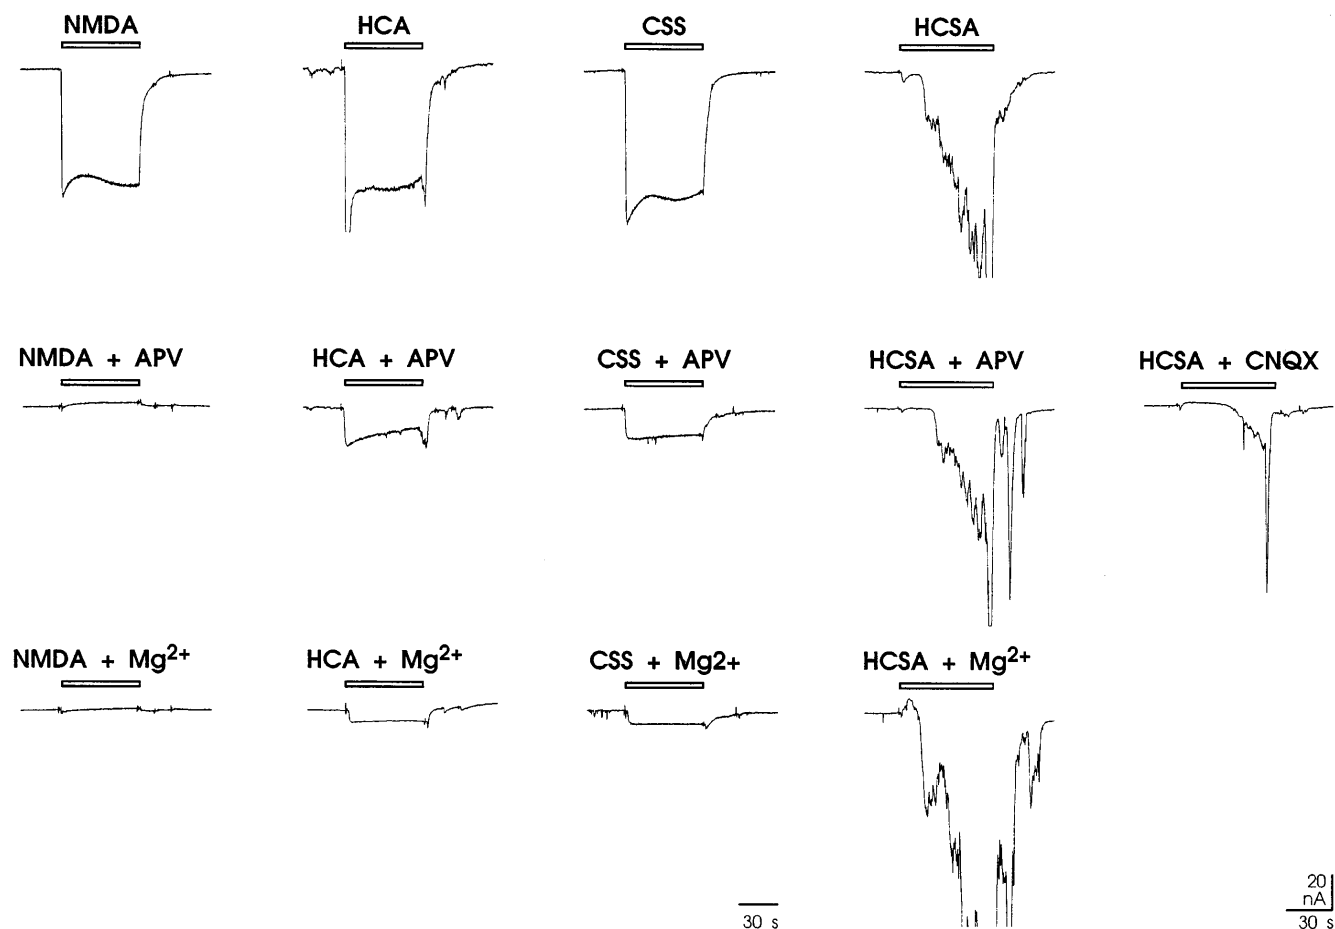 NMDA HCA CSS HCSA
NMDA + APV HCA + APV CSS + APV HCSA + APV HCSA + CNQX
NMDA + Mg²⁺ HCA + Mg²⁺ CSS + Mg2+ HCSA + Mg²⁺
20
nA
30 s 30 s